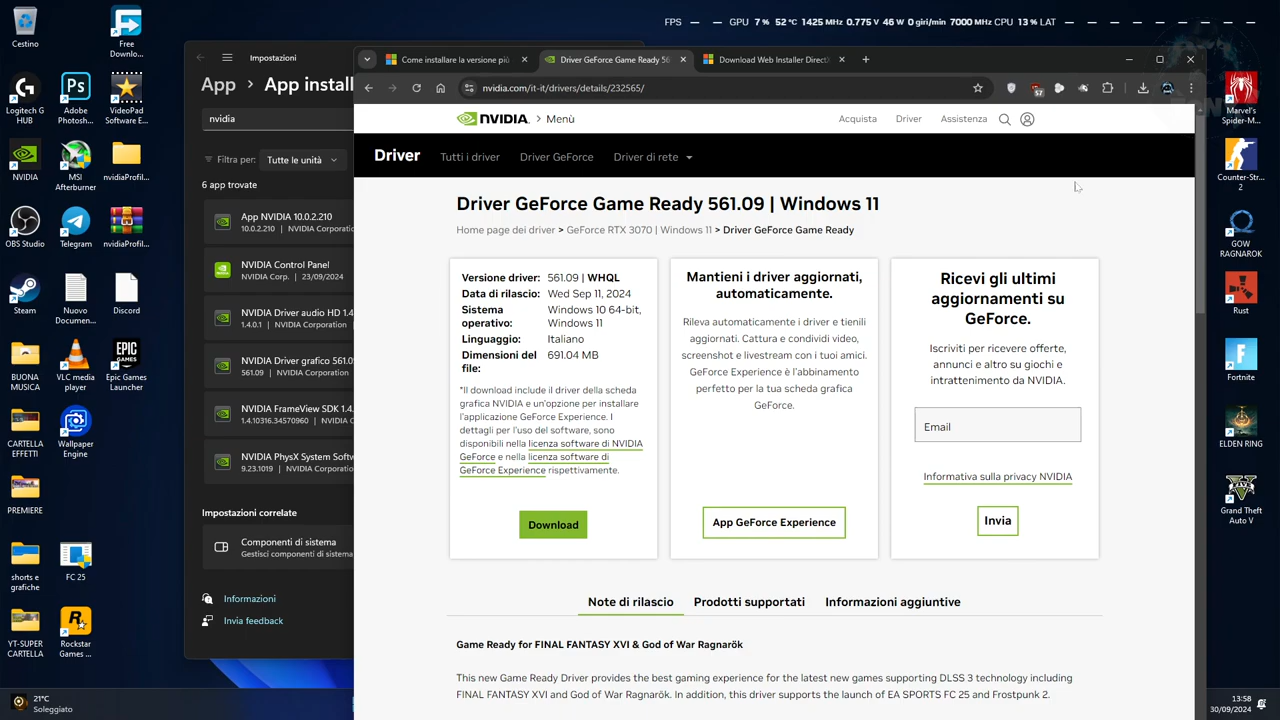 FPS — — GPU 7 % 52 °C 1425 MHz 0.775 V 46 W 0 giri/min 7000 MHz CPU 13 % LAT — — — — — — —
Cestino
Free
Downlo...
Logitech G
HUB
Adobe
Photosh...
VideoPad
Software E...
NVIDIA
MSI
Afterburner
nvidiaProfil...
OBS Studio
Telegram
nvidiaProfil...
Steam
Nuovo
Documen...
Discord
BUONA
MUSICA
VLC media
player
Epic Games
Launcher
CARTELLA
EFFETTI
Wallpaper
Engine
PREMIERE
shorts e
grafiche
FC 25
YT-SUPER
CARTELLA
Rockstar
Games ...
21°C
Soleggiato
Impostazioni
App
App install
nvidia
Filtra per:
Tutte le unità
6 app trovate
App NVIDIA 10.0.2.210
10.0.2.210 | NVIDIA Corporatio
NVIDIA Control Panel
NVIDIA Corp. | 23/09/2024
NVIDIA Driver audio HD 1.4
1.4.0.1 | NVIDIA Corporation
NVIDIA Driver grafico 561.0
561.09 | NVIDIA Corporation
NVIDIA FrameView SDK 1.4.
1.4.10316.34570960 | NVIDIA C
NVIDIA PhysX System Softw
9.23.1019 | NVIDIA Corporatio
Impostazioni correlate
Componenti di sistema
Gestisci componenti di sistema
Informazioni
Invia feedback
Come installare la versione più
Driver GeForce Game Ready 56
Download Web Installer DirectX
nvidia.com/it-it/drivers/details/232565/
57
NVIDIA. Menù
Acquista
Driver
Assistenza
Driver
Tutti i driver
Driver GeForce
Driver di rete
Driver GeForce Game Ready 561.09 | Windows 11
Home page dei driver > GeForce RTX 3070 | Windows 11 > Driver GeForce Game Ready
Versione driver: 561.09 | WHQL
Data di rilascio: Wed Sep 11, 2024
Sistema operativo: Windows 10 64-bit,
Windows 11
Linguaggio: Italiano
Dimensioni del file: 691.04 MB
*Il download include il driver della scheda
grafica NVIDIA e un'opzione per installare
l'applicazione GeForce Experience. I
dettagli per l'uso del software, sono
disponibili nella licenza software di NVIDIA
GeForce e nella licenza software di
GeForce Experience rispettivamente.
Download
Mantieni i driver aggiornati,
automaticamente.
Rileva automaticamente i driver e tienili
aggiornati. Cattura e condividi video,
screenshot e livestream con i tuoi amici.
GeForce Experience è l'abbinamento
perfetto per la tua scheda grafica
GeForce.
App GeForce Experience
Ricevi gli ultimi
aggiornamenti su
GeForce.
Iscriviti per ricevere offerte,
annunci e altro su giochi e
intrattenimento da NVIDIA.
Email
Informativa sulla privacy NVIDIA
Invia
Note di rilascio
Prodotti supportati
Informazioni aggiuntive
Game Ready for FINAL FANTASY XVI & God of War Ragnarök
This new Game Ready Driver provides the best gaming experience for the latest new games supporting DLSS 3 technology including
FINAL FANTASY XVI and God of War Ragnarök. In addition, this driver supports the launch of EA SPORTS FC 25 and Frostpunk 2.
Marvel's
Spider-M...
Counter-Str...
2
GOW
RAGNAROK
Rust
Fortnite
ELDEN RING
Grand Theft
Auto V
13:58
30/09/2024